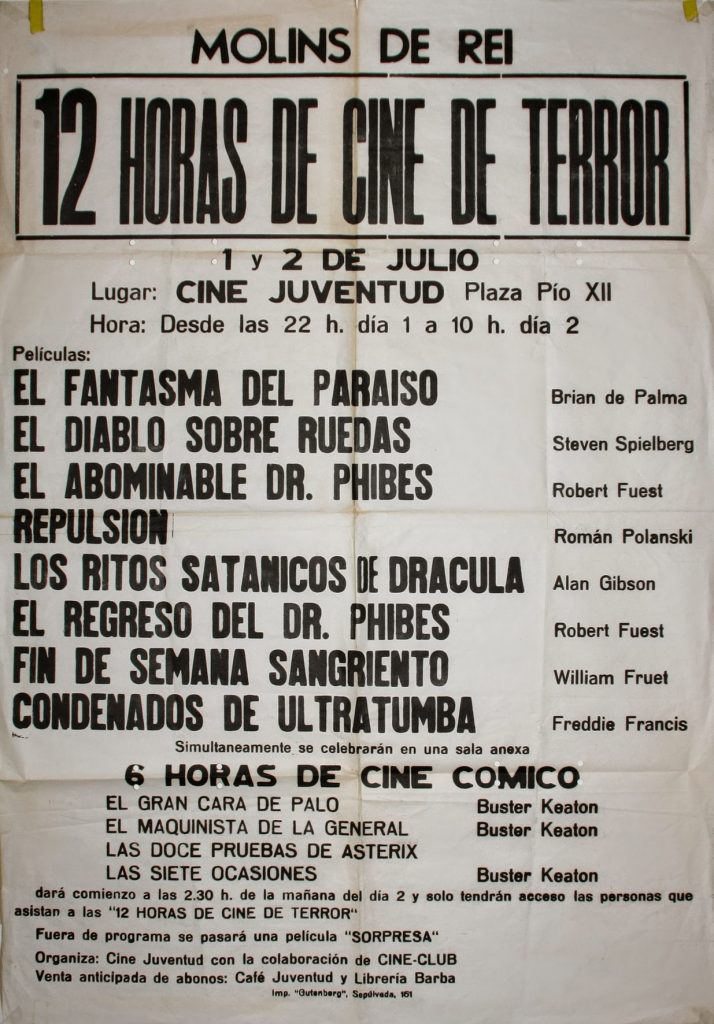 MOLINS DE REI
12 HORAS DE CINE DE TERROR
1 y 2 DE JULIO
Lugar: CINE JUVENTUD Plaza Pío XII
Hora: Desde las 22 h. día 1 a 10 h. día 2
Películas:
EL FANTASMA DEL PARAISO Brian de Palma
EL DIABLO SOBRE RUEDAS Steven Spielberg
EL ABOMINABLE DR. PHIBES Robert Fuest
REPULSION Román Polanski
LOS RITOS SATANICOS DE DRACULA Alan Gibson
EL REGRESO DEL DR. PHIBES Robert Fuest
FIN DE SEMANA SANGRIENTO William Fruet
CONDENADOS DE ULTRATUMBA Freddie Francis
Simultaneamente se celebrarán en una sala anexa
6 HORAS DE CINE COMICO
EL GRAN CARA DE PALO Buster Keaton
EL MAQUINISTA DE LA GENERAL Buster Keaton
LAS DOCE PRUEBAS DE ASTERIX
LAS SIETE OCASIONES Buster Keaton
dará comienzo a las 2.30 h. de la mañana del día 2 y solo tendrán acceso las personas que
asistan a las "12 HORAS DE CINE DE TERROR"
Fuera de programa se pasará una película "SORPRESA"
Organiza: Cine Juventud con la colaboración de CINE-CLUB
Venta anticipada de abonos: Café Juventud y Librería Barba
Imp. "Gutenberg", Sepúlveda, 161